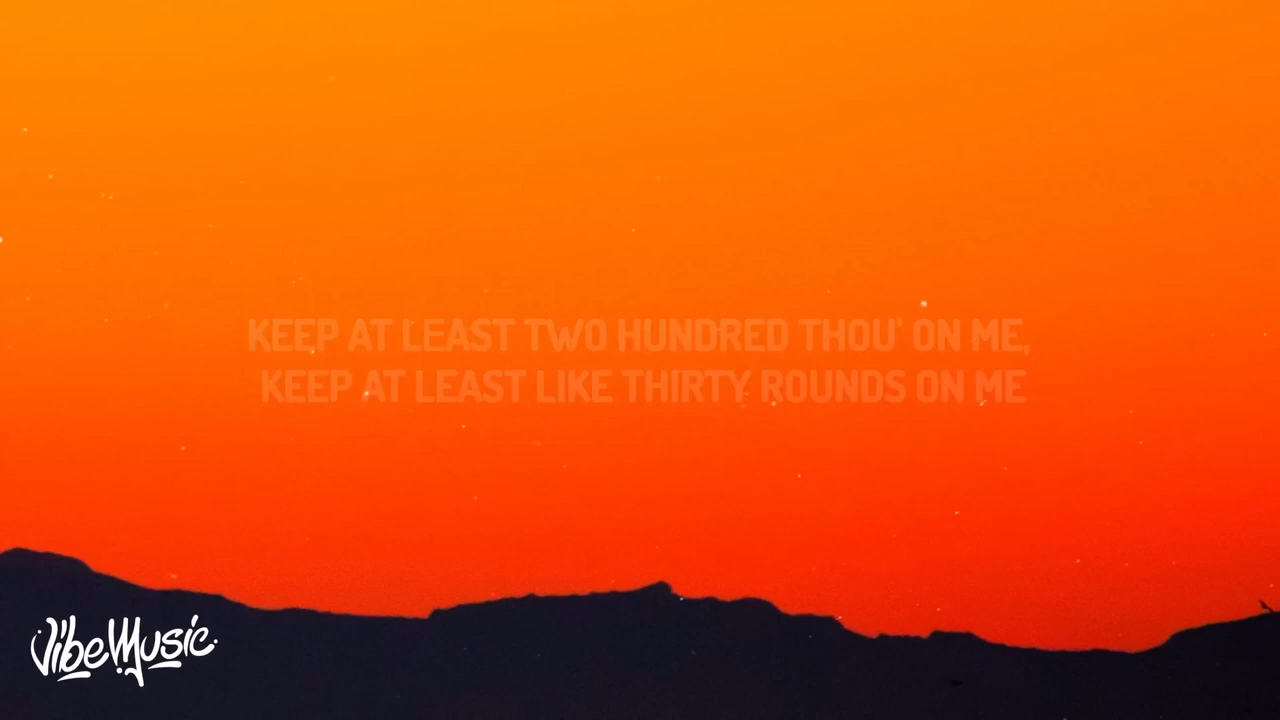 KEEP AT LEAST TWO HUNDRED THOU' ON ME,
KEEP AT LEAST LIKE THIRTY ROUNDS ON ME
VibeMusic